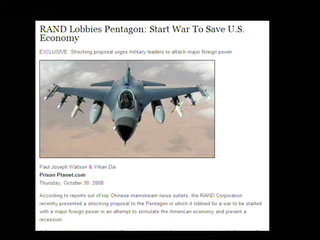 RAND Lobbies Pentagon: Start War To Save U.S.
Economy
EXCLUSIVE Shocking proposal urges military leaders to attack major foreign power
Paul Joseph Watson & Yihan Dai
Prison Planet.com
Thursday, October 30, 2008
According to reports out of top Chinese mainstream news outlets, the RAND Corporation
recently presented a shocking proposal to the Pentagon in which it lobbied for a war to be started
with a major foreign power in an attempt to stimulate the American economy and prevent a
recession.